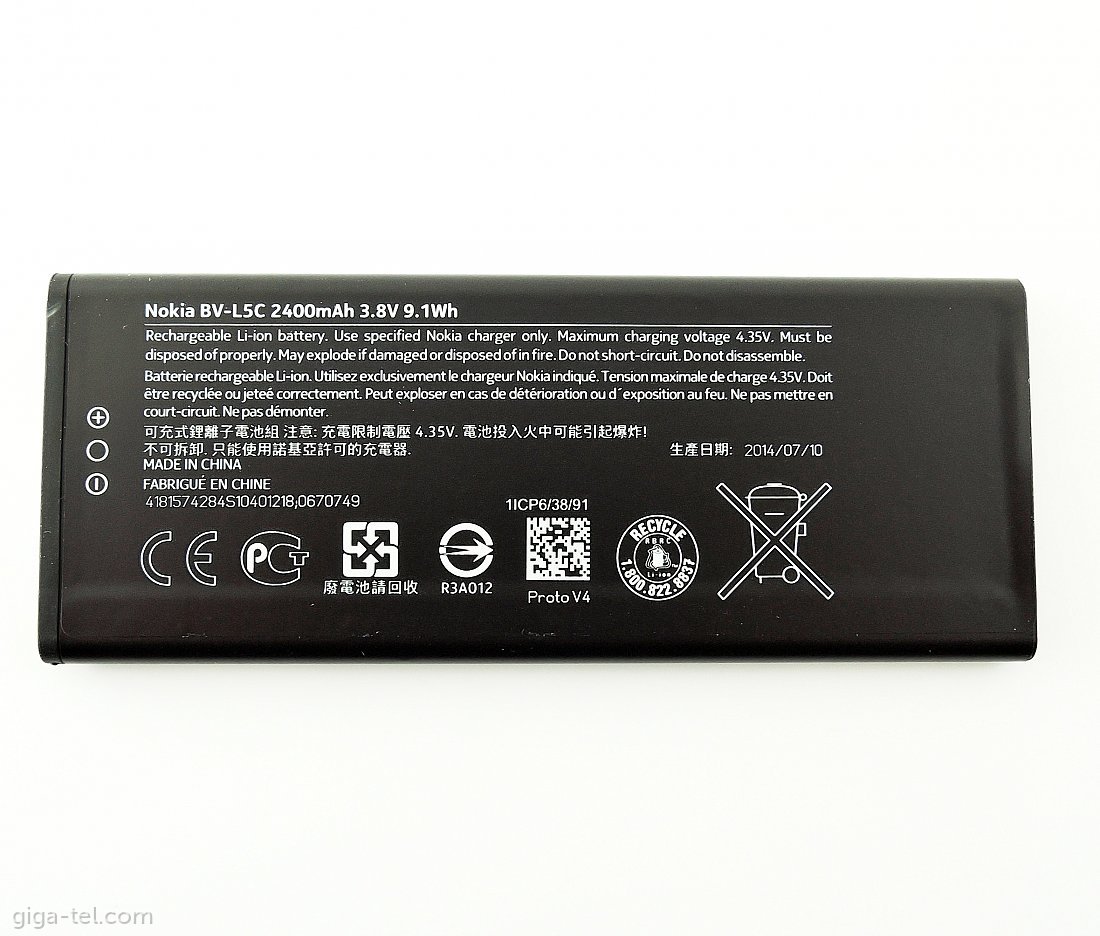 Nokia BV-L5C 2400mAh 3.8V 9.1Wh
Rechargeable Li-ion battery. Use specified Nokia charger only. Maximum charging voltage 4.35V. Must be
disposed of properly. May explode if damaged or disposed of in fire. Do not short-circuit. Do not disassemble.
Batterie rechargeable Li-ion. Utilisez exclusivement le chargeur Nokia indiqué. Tension maximale de charge 4.35V. Doit
être recyclée ou jeteé correctement. Peut exploser en cas de détérioration ou d´exposition au feu. Ne pas mettre en
court-circuit. Ne pas démonter.
可充式鋰離子電池組 注意: 充電限制電壓 4.35V. 電池投入火中可能引起爆炸!
不可拆卸. 只能使用諾基亞許可的充電器.
生產日期: 2014/07/10
MADE IN CHINA
FABRIQUÉ EN CHINE
4181574284S10401218;0670749
1ICP6/38/91
CE
PCT
廢電池請回收
R3A012
Proto V4
RECYCLE
RBRC
Li-ion
1.800.822.8837
giga-tel.com